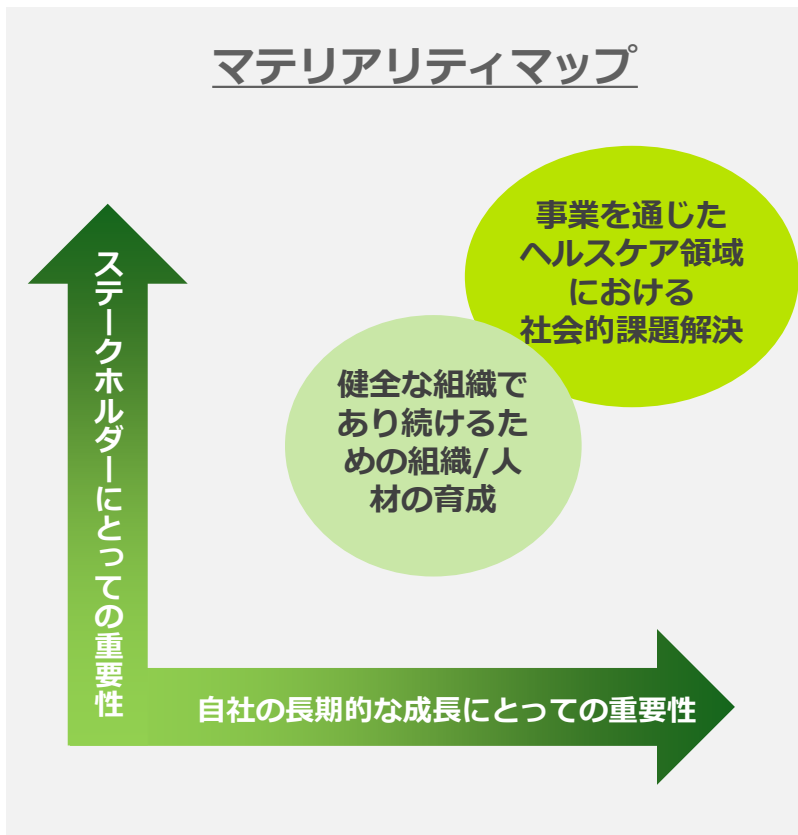 マテリアリティマップ
事業を通じた
ヘルスケア領域
における
社会的課題解決
健全な組織で
あり続けるた
めの組織/人
材の育成
ステークホルダーにとっての重要性
自社の長期的な成長にとっての重要性